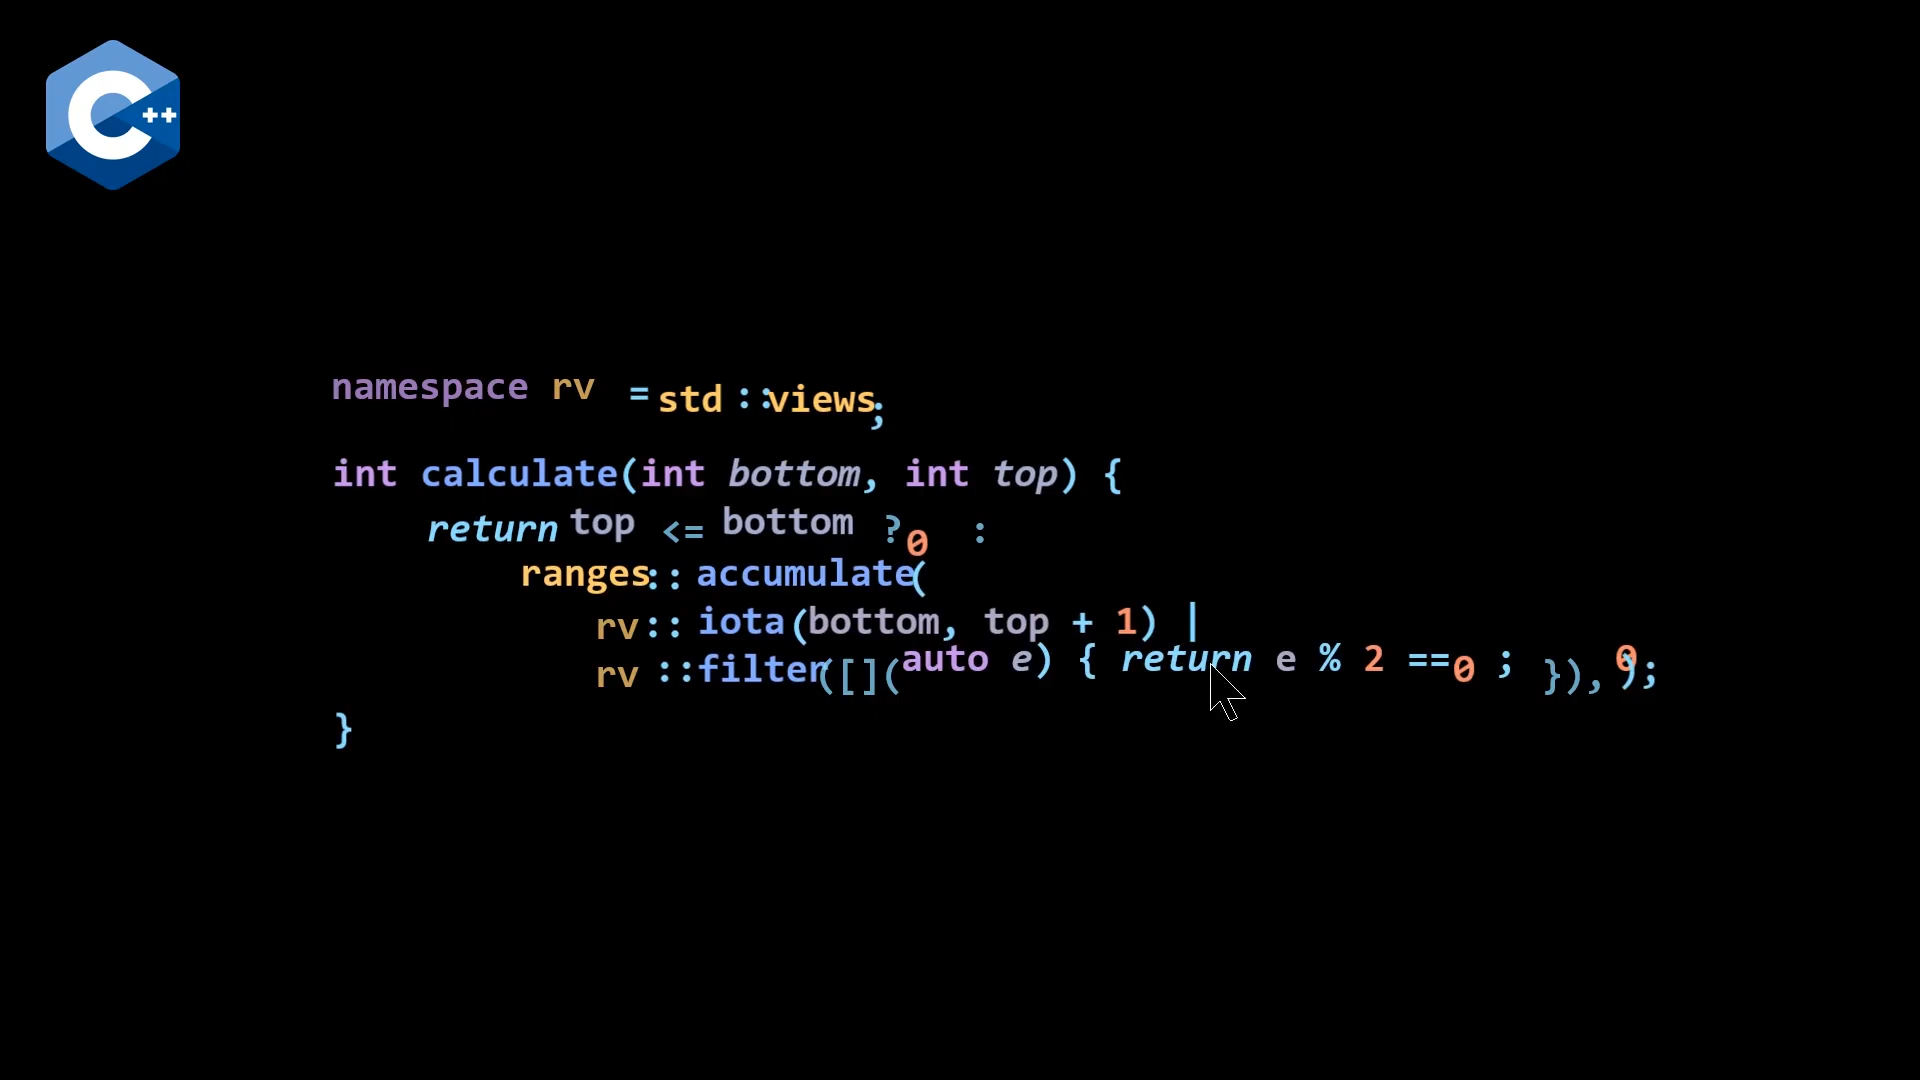 C++
namespace rv = std::views;
int calculate(int bottom, int top) {
return top <= bottom ? 0 :
ranges::accumulate(
rv::iota(bottom, top + 1) |
rv::filter([](auto e) { return e % 2 == 0; }), 0);
}